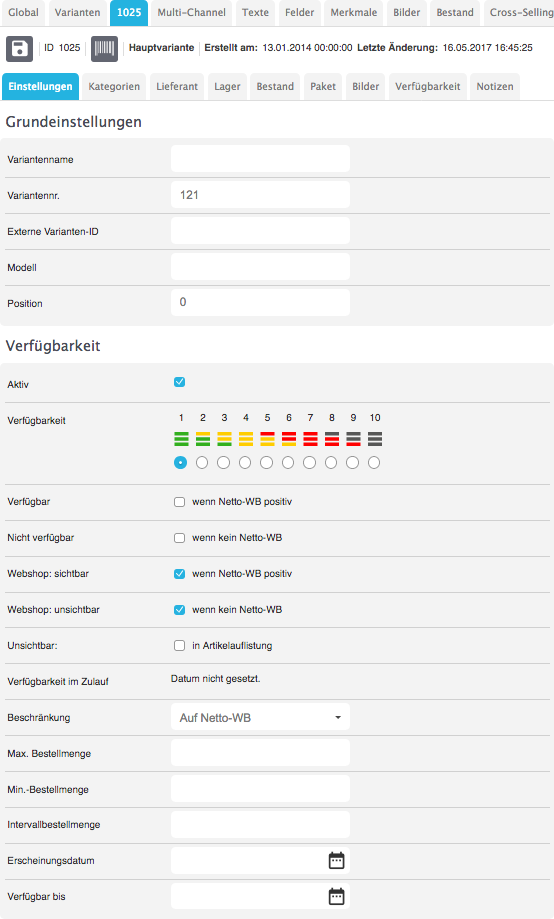 Global Varianten 1025 Multi-Channel Texte Felder Merkmale Bilder Bestand Cross-Selling
ID 1025 Hauptvariante Erstellt am: 13.01.2014 00:00:00 Letzte Änderung: 16.05.2017 16:45:25
Einstellungen Kategorien Lieferant Lager Bestand Paket Bilder Verfügbarkeit Notizen
Grundeinstellungen
Variantenname
Variantennr. 121
Externe Varianten-ID
Modell
Position 0
Verfügbarkeit
Aktiv
Verfügbarkeit 1 2 3 4 5 6 7 8 9 10
Verfügbar wenn Netto-WB positiv
Nicht verfügbar wenn kein Netto-WB
Webshop: sichtbar wenn Netto-WB positiv
Webshop: unsichtbar wenn kein Netto-WB
Unsichtbar: in Artikelauflistung
Verfügbarkeit im Zulauf Datum nicht gesetzt.
Beschränkung Auf Netto-WB
Max. Bestellmenge
Min.-Bestellmenge
Intervallbestellmenge
Erscheinungsdatum
Verfügbar bis